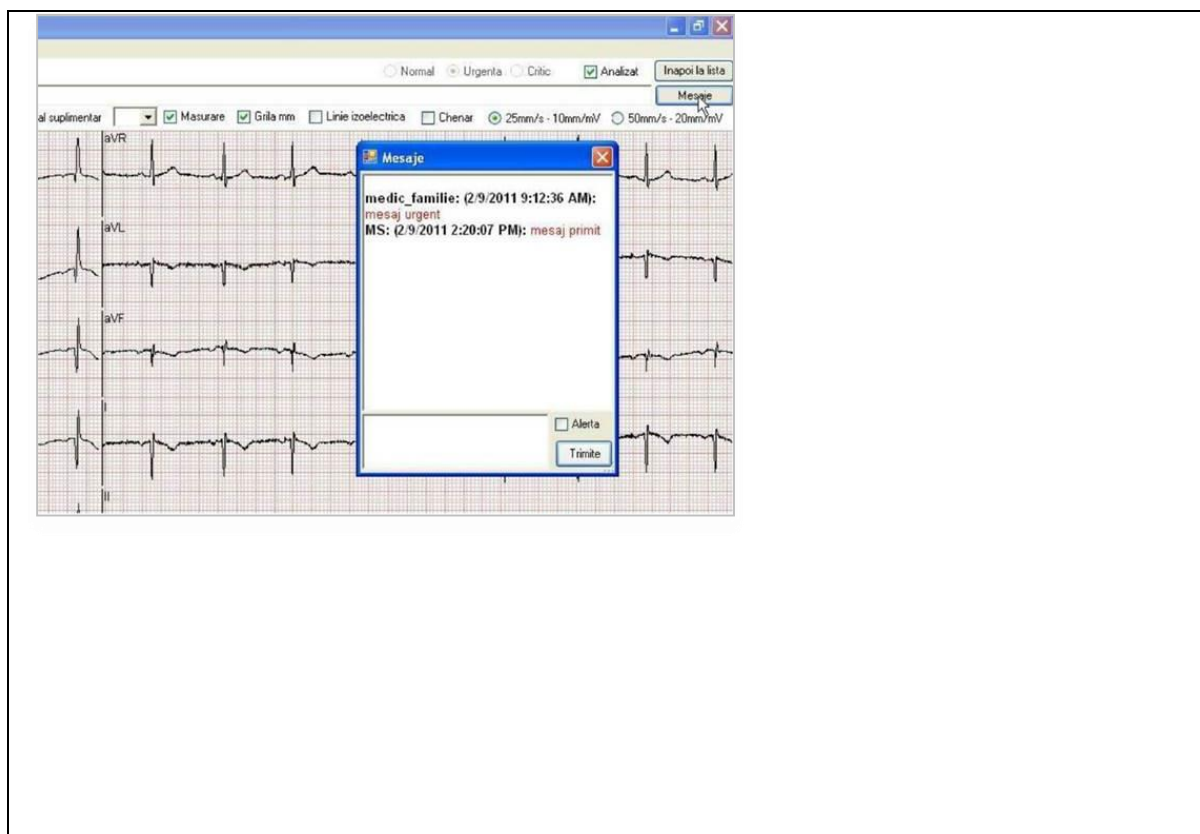 Normal Urgenta Critic Analizat Inapoi la lista
Mesaje
al suplimentar Masurare Grila mm Linie izoelectrica Chenar 25mm/s - 10mm/mV 50mm/s - 20mm/mV
aVR
Mesaje
medic_familie: (2/9/2011 9:12:36 AM):
mesaj urgent
MS: (2/9/2011 2:20:07 PM): mesaj primit
aVL
aVF
I
Alerta
Trimite
II